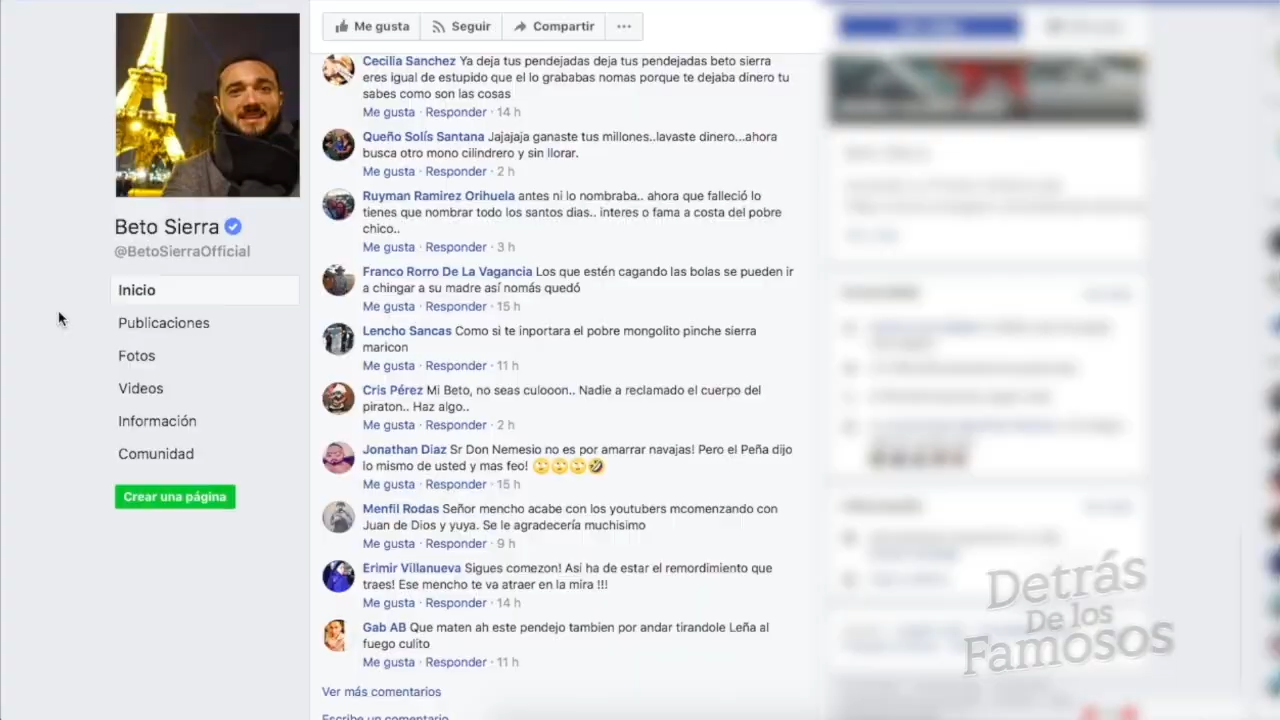 Me gusta
Seguir
Compartir
Cecilia Sanchez Ya deja tus pendejadas deja tus pendejadas beto sierra
eres igual de estupido que el lo grababas nomas porque te dejaba dinero tu
sabes como son las cosas
Me gusta · Responder · 14 h
Queño Solís Santana Jajajaja ganaste tus millones..lavaste dinero...ahora
busca otro mono cilindrero y sin llorar.
Me gusta · Responder · 2 h
Ruyman Ramirez Orihuela antes ni lo nombraba.. ahora que falleció lo
tienes que nombrar todo los santos dias.. interes o fama a costa del pobre
chico..
Me gusta · Responder · 3 h
Franco Rorro De La Vagancia Los que estén cagando las bolas se pueden ir
a chingar a su madre así nomás quedó
Me gusta · Responder · 15 h
Lencho Sancas Como si te inportara el pobre mongolito pinche sierra
maricon
Me gusta · Responder · 11 h
Cris Pérez Mi Beto, no seas culooon.. Nadie a reclamado el cuerpo del
piraton.. Haz algo..
Me gusta · Responder · 2 h
Jonathan Díaz Sr Don Nemesio no es por amarrar navajas! Pero el Peña dijo
lo mismo de usted y mas feo! 🙄🙄🙄🤣
Me gusta · Responder · 15 h
Menfil Rodas Señor mencho acabe con los youtubers mcomenzando con
Juan de Dios y yuya. Se le agradecería muchisimo
Me gusta · Responder · 9 h
Erimir Villanueva Sigues comezon! Asi ha de estar el remordimiento que
traes! Ese mencho te va atraer en la mira !!!
Me gusta · Responder · 14 h
Gab AB Que maten ah este pendejo tambien por andar tirandole Leña al
fuego culito
Me gusta · Responder · 11 h
Ver más comentarios
Escribe un comentario
Beto Sierra
@BetoSierraOfficial
Inicio
Publicaciones
Fotos
Videos
Información
Comunidad
Crear una página
Detrás
De los
Famosos